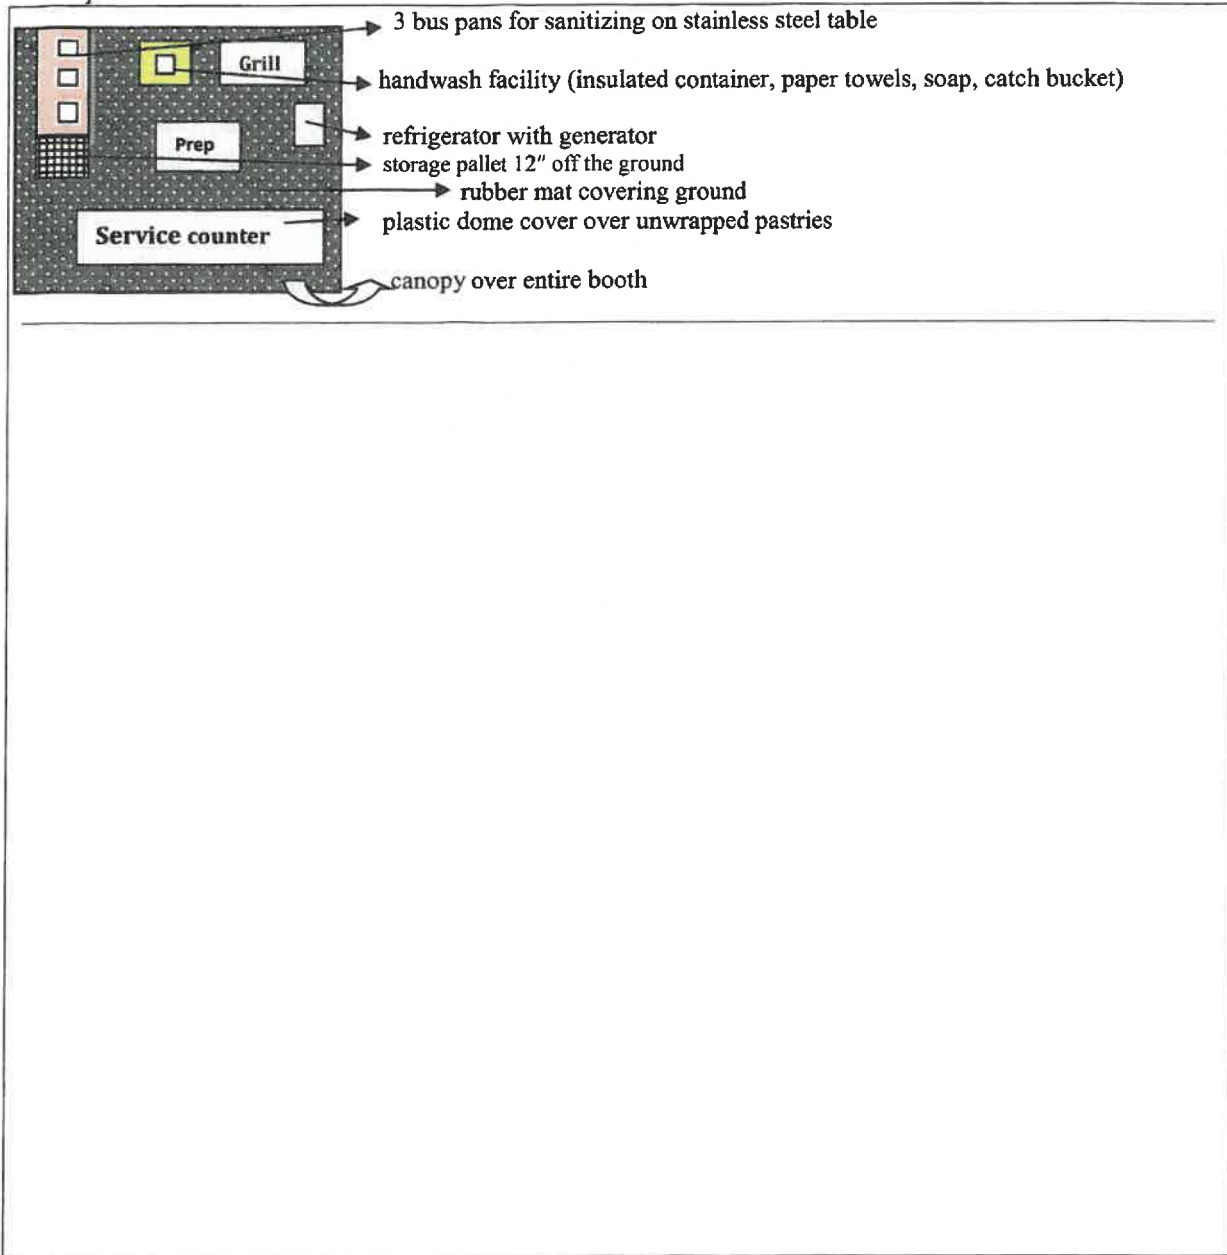 3 bus pans for sanitizing on stainless steel table
Grill
handwash facility (insulated container, paper towels, soap, catch bucket)
Prep
refrigerator with generator
storage pallet 12" off the ground
rubber mat covering ground
plastic dome cover over unwrapped pastries
Service counter
canopy over entire booth